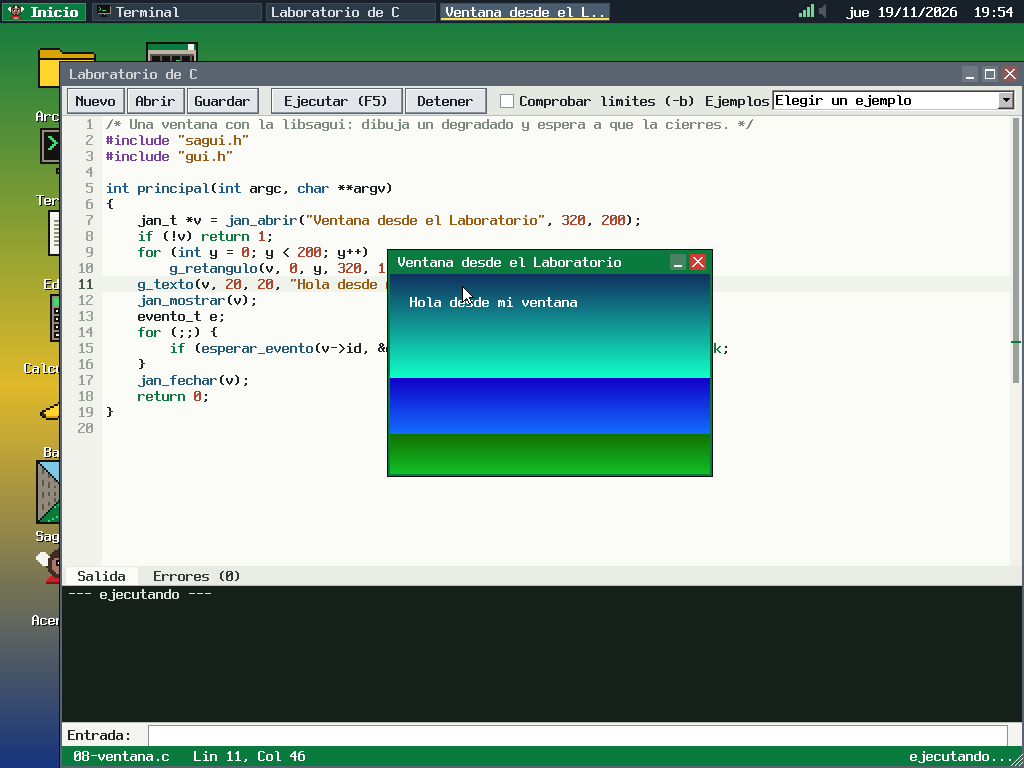 Inicio
Terminal
Laboratorio de C
Ventana desde el L..
jue 19/11/2026 19:54
Laboratorio de C
Nuevo
Abrir
Guardar
Ejecutar (F5)
Detener
Comprobar limites (-b)
Ejemplos
Elegir un ejemplo
1 /* Una ventana con la libsagui: dibuja un degradado y espera a que la cierres. */
2 #include "sagui.h"
3 #include "gui.h"
4
5 int principal(int argc, char **argv)
6 {
7 jan_t *v = jan_abrir("Ventana desde el Laboratorio", 320, 200);
8 if (!v) return 1;
9 for (int y = 0; y < 200; y++)
10 g_retangulo(v, 0, y, 320, 1
11 g_texto(v, 20, 20, "Hola desde
12 jan_mostrar(v);
13 evento_t e;
14 for (;;) {
15 if (esperar_evento(v->id, &
k;
16 }
17 jan_fechar(v);
18 return 0;
19 }
20
Ventana desde el Laboratorio
Hola desde mi ventana
Salida
Errores (0)
--- ejecutando ---
Entrada:
08-ventana.c
Lin 11, Col 46
ejecutando...